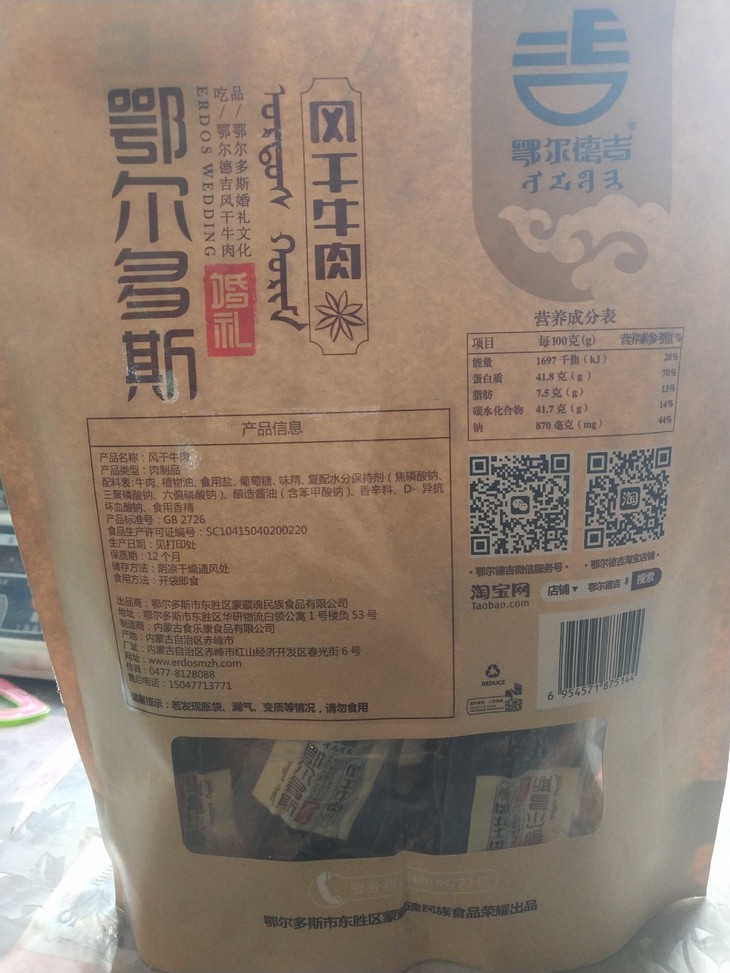 鄂尔多斯
ERDOS WEDDING
吃/鄂尔德吉风干牛肉
品/鄂尔多斯婚礼文化
婚礼
风干牛肉
鄂尔德吉
®
营养成分表
项目 每100克(g) 营养素参考值%
能量 1697 千焦(kJ) 20%
蛋白质 41.8 克(g) 70%
脂肪 7.5 克(g) 13%
碳水化合物 41.7 克(g) 14%
钠 870 毫克(mg) 44%
产品信息
产品名称：风干牛肉
产品类型：肉制品
配料表：牛肉、植物油、食用盐、葡萄糖、味精、复配水分保持剂（焦磷酸钠、
三聚磷酸钠、六偏磷酸钠）、酿造酱油（含苯甲酸钠）、香辛料、D- 异抗
坏血酸钠、食用香精
产品标准号：GB 2726
食品生产许可证编号：SC10415040200220
生产日期：见打印处
保质期：12 个月
储存方法：阴凉干燥通风处
食用方法：开袋即食
出品商：鄂尔多斯市东胜区蒙蔵瑰民族食品有限公司
地址：鄂尔多斯市东胜区华研物流白领公寓 1 号楼负 53 号
制造商：内蒙古食乐康食品有限公司
产地：内蒙古自治区赤峰市
厂址：内蒙古自治区赤峰市红山经济开发区春光街 6 号
网址：www.erdosmzh.com
传真：0477-8128088
售后电话：15047713771
温馨提示：若发现胀袋、漏气、变质等情况，请勿食用
·鄂尔德吉微信服务号·
·鄂尔德吉淘宝店铺·
淘
淘宝网
Taobao.com
店铺 鄂尔德吉 搜索
REDUCE
6 954571 875144
风干牛肉
鄂尔多斯
鄂尔多斯市东胜区蒙 瑰民族食品荣耀出品